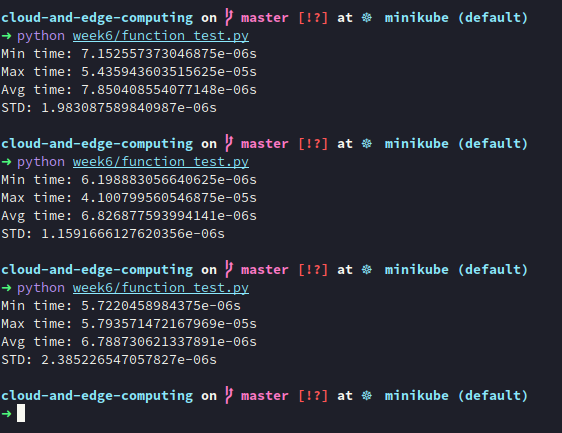 cloud-and-edge-computing on master [!?] at ☸ minikube (default)
➜ python week6/function_test.py
Min time: 7.152557373046875e-06s
Max time: 5.435943603515625e-05s
Avg time: 7.850408554077148e-06s
STD: 1.983087589840987e-06s
cloud-and-edge-computing on master [!?] at ☸ minikube (default)
➜ python week6/function_test.py
Min time: 6.198883056640625e-06s
Max time: 4.100799560546875e-05s
Avg time: 6.826877593994141e-06s
STD: 1.1591666127620356e-06s
cloud-and-edge-computing on master [!?] at ☸ minikube (default)
➜ python week6/function_test.py
Min time: 5.7220458984375e-06s
Max time: 5.793571472167969e-05s
Avg time: 6.788730621337891e-06s
STD: 2.385226547057827e-06s
cloud-and-edge-computing on master [!?] at ☸ minikube (default)
➜